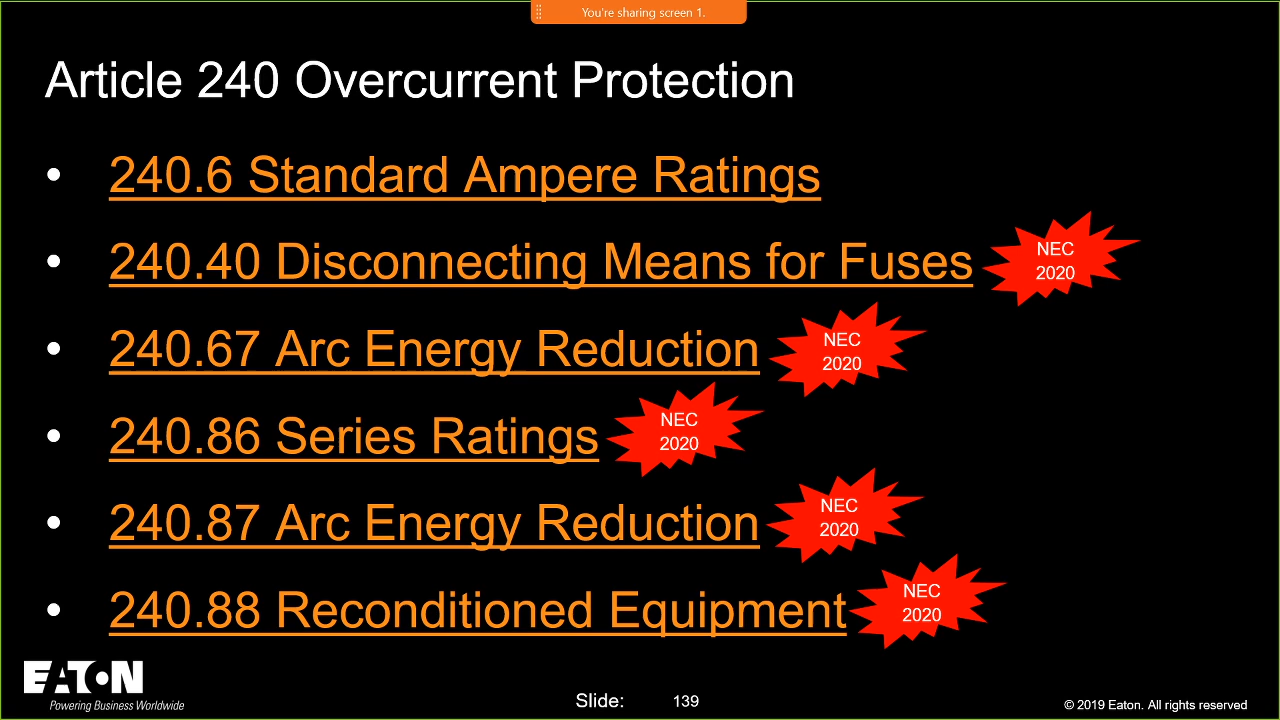 You're sharing screen 1.
Article 240 Overcurrent Protection
• 240.6 Standard Ampere Ratings
• 240.40 Disconnecting Means for Fuses
NEC
2020
• 240.67 Arc Energy Reduction
NEC
2020
• 240.86 Series Ratings
NEC
2020
• 240.87 Arc Energy Reduction
NEC
2020
• 240.88 Reconditioned Equipment
NEC
2020
EATON
Powering Business Worldwide
Slide: 139
© 2019 Eaton. All rights reserved